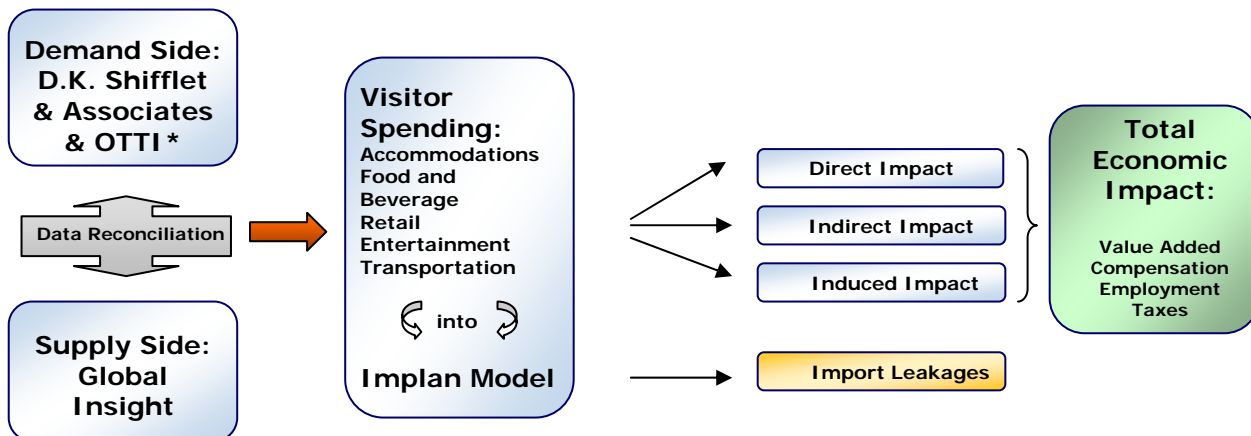 Demand Side:
D.K. Shifflet
& Associates
& OTTI*
Data Reconciliation
Supply Side:
Global
Insight
Visitor
Spending:
Accommodations
Food and
Beverage
Retail
Entertainment
Transportation
into
Implan Model
Direct Impact
Indirect Impact
Induced Impact
Import Leakages
Total
Economic
Impact:
Value Added
Compensation
Employment
Taxes